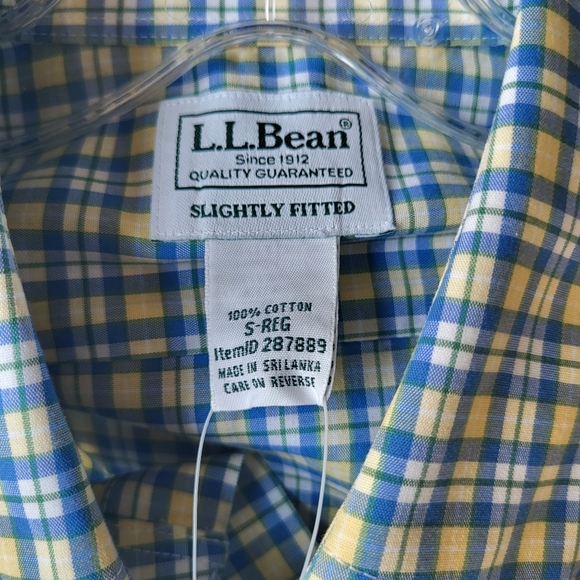 L.L.Bean®
Since 1912
QUALITY GUARANTEED
SLIGHTLY FITTED
100% COTTON
S-REG
ItemID 287889
MADE IN SRI LANKA
CARE ON REVERSE